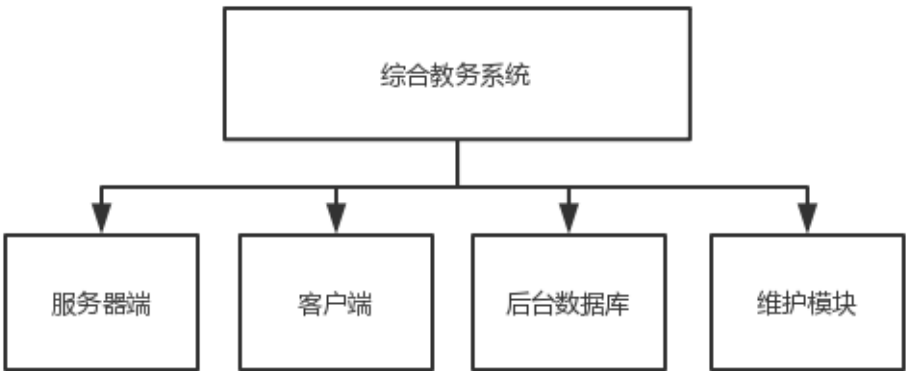 综合教务系统
服务器端
客户端
后台数据库
维护模块